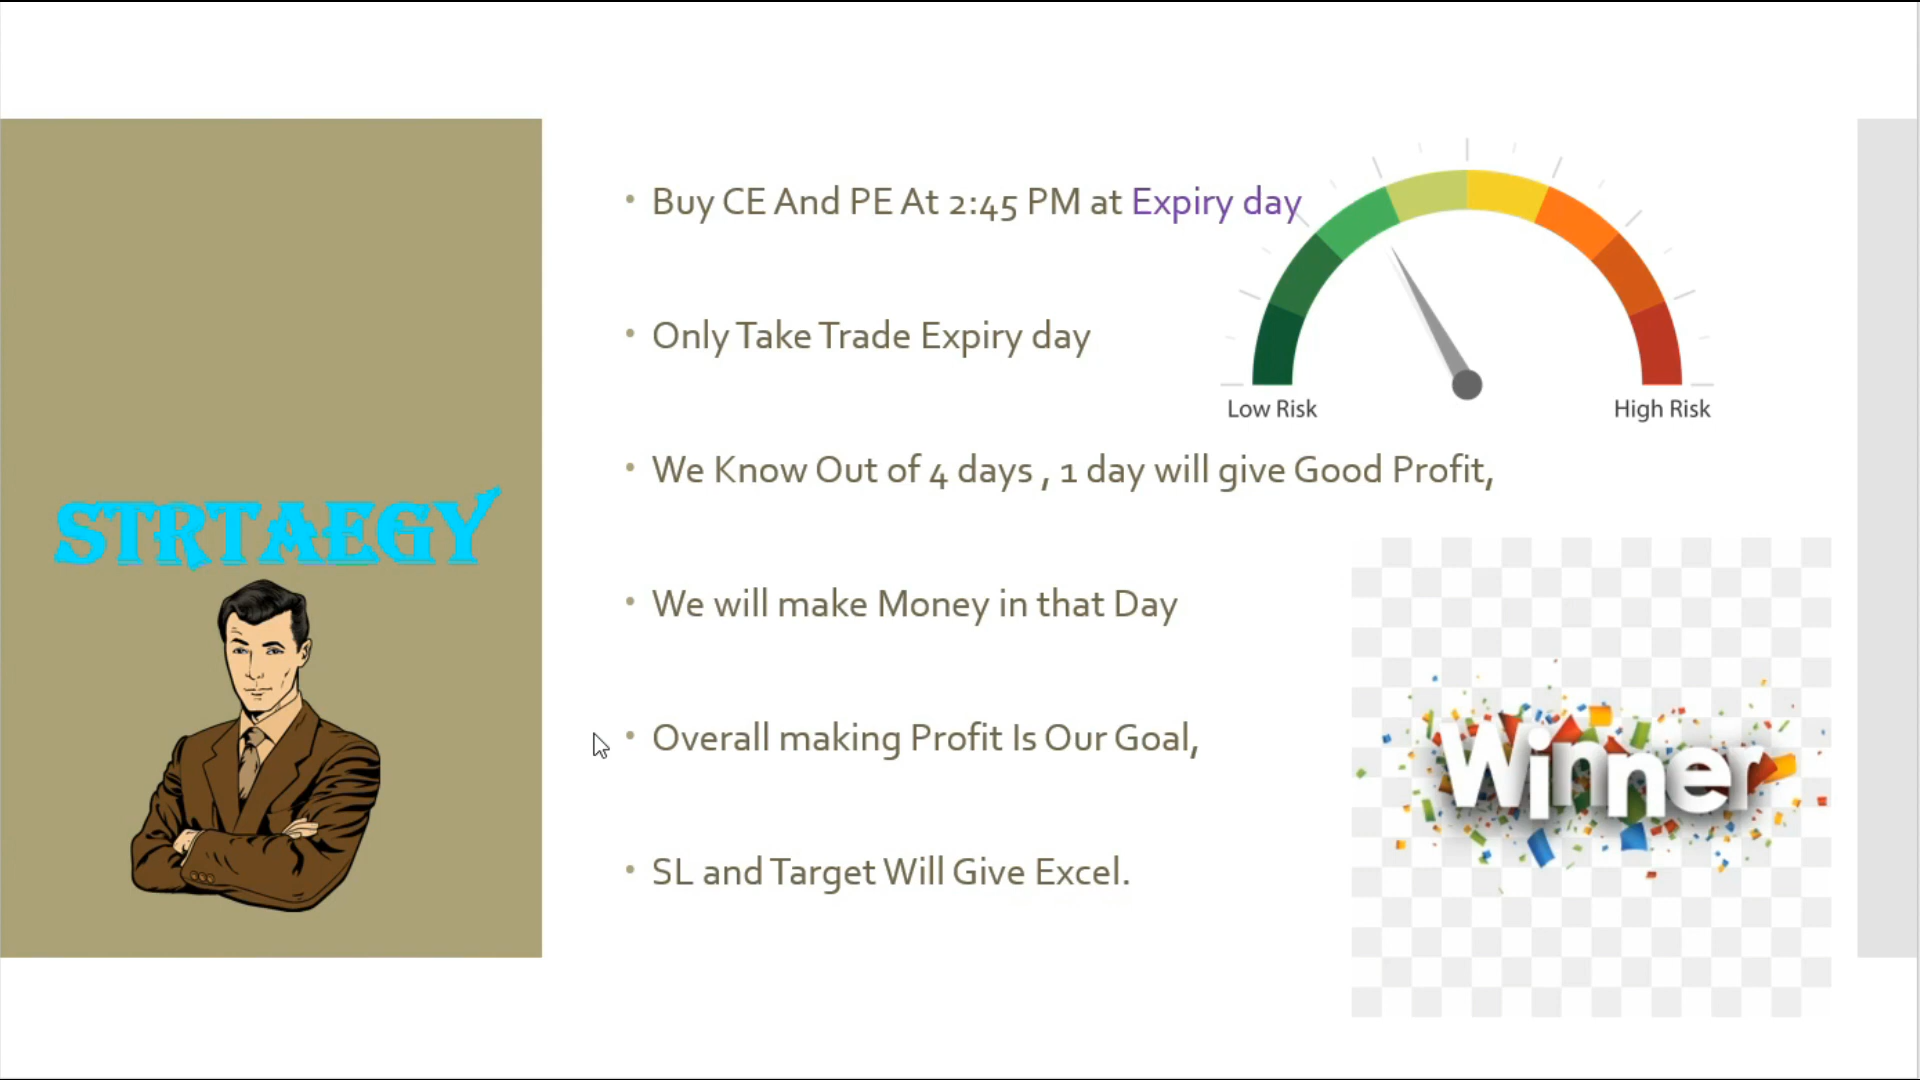 STRTAEGY
Buy CE And PE At 2:45 PM at Expiry day
Only Take Trade Expiry day
Low Risk
High Risk
We Know Out of 4 days , 1 day will give Good Profit,
We will make Money in that Day
Overall making Profit Is Our Goal,
SL and Target Will Give Excel.
Winner